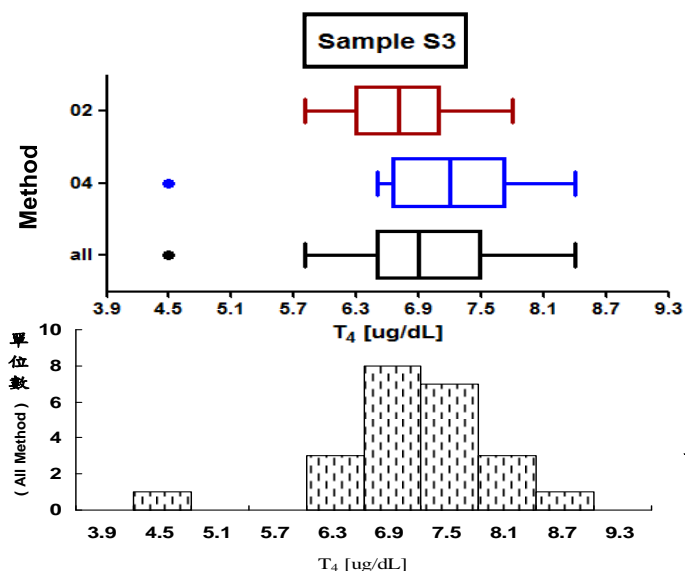 Sample S3
Method
02
04
all
3.9 4.5 5.1 5.7 6.3 6.9 7.5 8.1 8.7 9.3
T₄ [ug/dL]
單位數
( All Method )
10
8
6
4
2
0
3.9 4.5 5.1 5.7 6.3 6.9 7.5 8.1 8.7 9.3
T₄ [ug/dL]